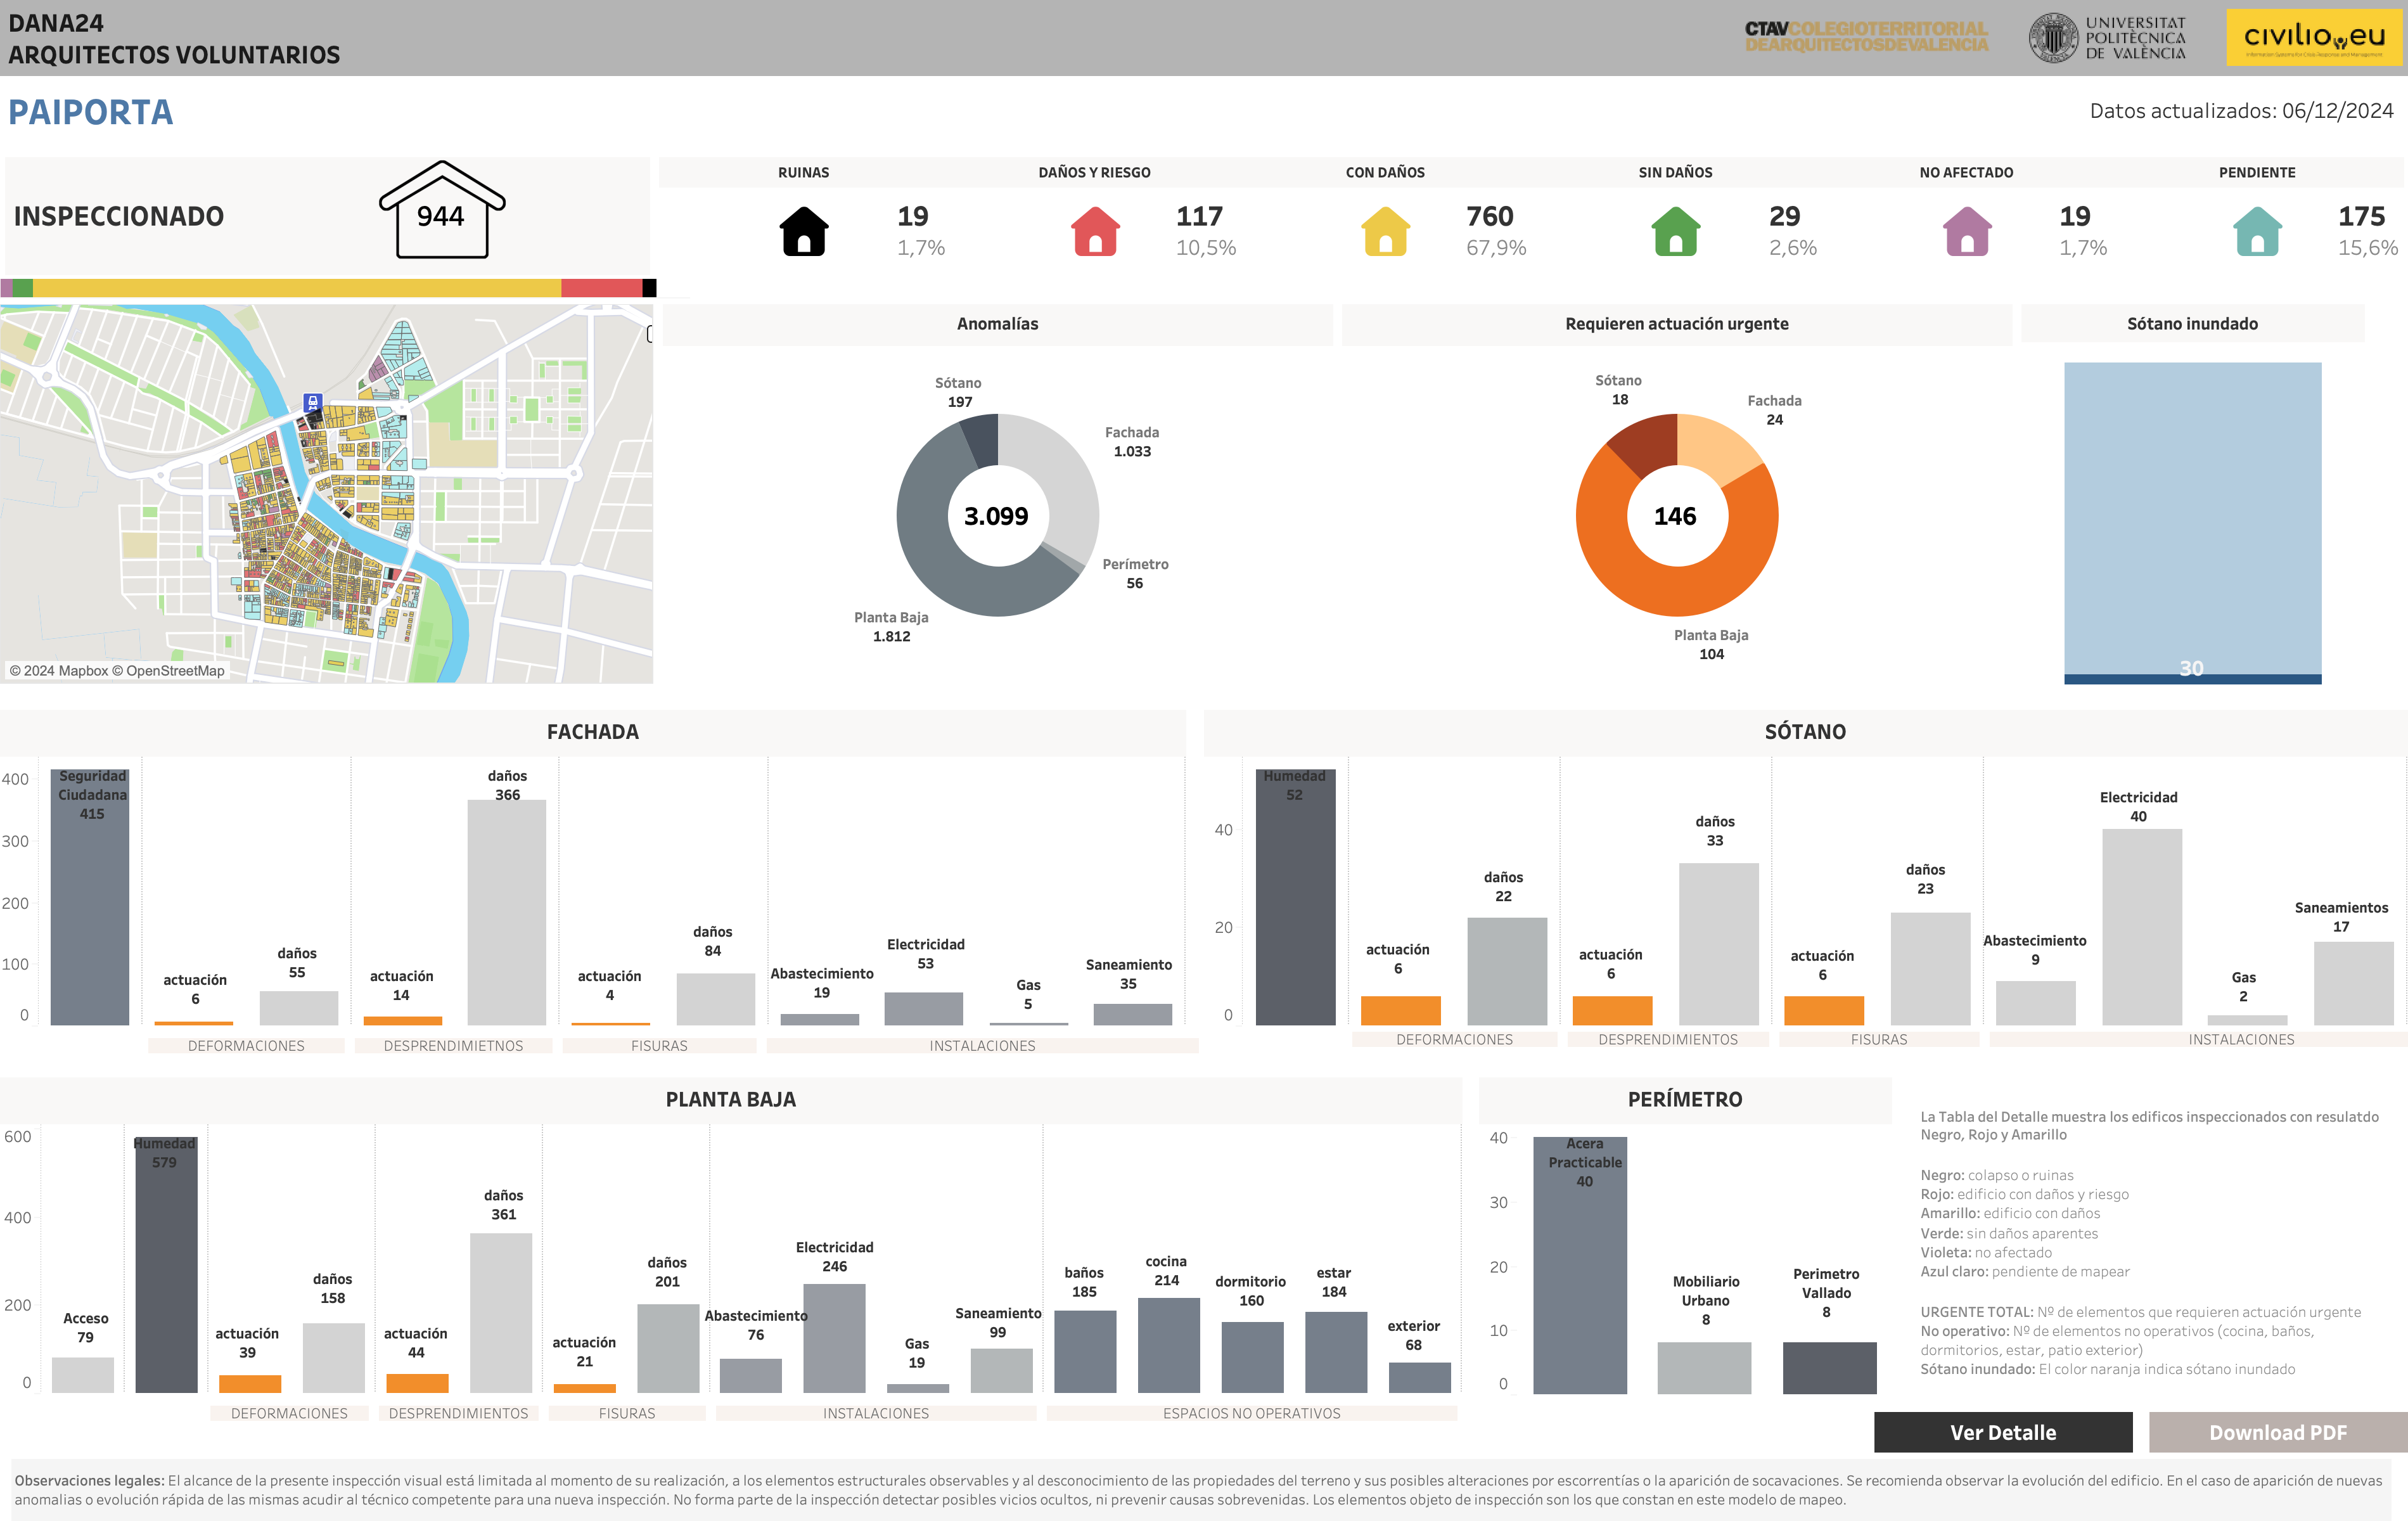 DANA24
ARQUITECTOS VOLUNTARIOS
CTAVCOLEGIOTERRITORIAL
DEARQUITECTOSDEVALENCIA
UNIVERSITAT
POLITÈCNICA
DE VALÈNCIA
civilio.eu
Information Systems for Crisis Response and Management
PAIPORTA
Datos actualizados: 06/12/2024
INSPECCIONADO
944
RUINAS
19
1,7%
DAÑOS Y RIESGO
117
10,5%
CON DAÑOS
760
67,9%
SIN DAÑOS
29
2,6%
NO AFECTADO
19
1,7%
PENDIENTE
175
15,6%
© 2024 Mapbox © OpenStreetMap
Anomalías
Sótano
197
Fachada
1.033
3.099
Perímetro
56
Planta Baja
1.812
Requieren actuación urgente
Sótano
18
Fachada
24
146
Planta Baja
104
Sótano inundado
30
FACHADA
400
300
200
100
0
Seguridad
Ciudadana
415
actuación
6
daños
55
DEFORMACIONES
actuación
14
daños
366
DESPRENDIMIETNOS
actuación
4
daños
84
FISURAS
Abastecimiento
19
Electricidad
53
Gas
5
Saneamiento
35
INSTALACIONES
SÓTANO
40
20
0
Humedad
52
actuación
6
daños
22
DEFORMACIONES
actuación
6
daños
33
DESPRENDIMIENTOS
actuación
6
daños
23
FISURAS
Abastecimiento
9
Electricidad
40
Gas
2
Saneamientos
17
INSTALACIONES
PLANTA BAJA
600
400
200
0
Acceso
79
Humedad
579
actuación
39
daños
158
DEFORMACIONES
actuación
44
daños
361
DESPRENDIMIENTOS
actuación
21
daños
201
FISURAS
Abastecimiento
76
Electricidad
246
Gas
19
Saneamiento
99
INSTALACIONES
baños
185
cocina
214
dormitorio
160
estar
184
exterior
68
ESPACIOS NO OPERATIVOS
PERÍMETRO
40
30
20
10
0
Acera
Practicable
40
Mobiliario
Urbano
8
Perimetro
Vallado
8
La Tabla del Detalle muestra los edificos inspeccionados con resulatdo
Negro, Rojo y Amarillo
Negro: colapso o ruinas
Rojo: edificio con daños y riesgo
Amarillo: edificio con daños
Verde: sin daños aparentes
Violeta: no afectado
Azul claro: pendiente de mapear
URGENTE TOTAL: Nº de elementos que requieren actuación urgente
No operativo: Nº de elementos no operativos (cocina, baños,
dormitorios, estar, patio exterior)
Sótano inundado: El color naranja indica sótano inundado
Ver Detalle
Download PDF
Observaciones legales: El alcance de la presente inspección visual está limitada al momento de su realización, a los elementos estructurales observables y al desconocimiento de las propiedades del terreno y sus posibles alteraciones por escorrentías o la aparición de socavaciones. Se recomienda observar la evolución del edificio. En el caso de aparición de nuevas
anomalias o evolución rápida de las mismas acudir al técnico competente para una nueva inspección. No forma parte de la inspección detectar posibles vicios ocultos, ni prevenir causas sobrevenidas. Los elementos objeto de inspección son los que constan en este modelo de mapeo.